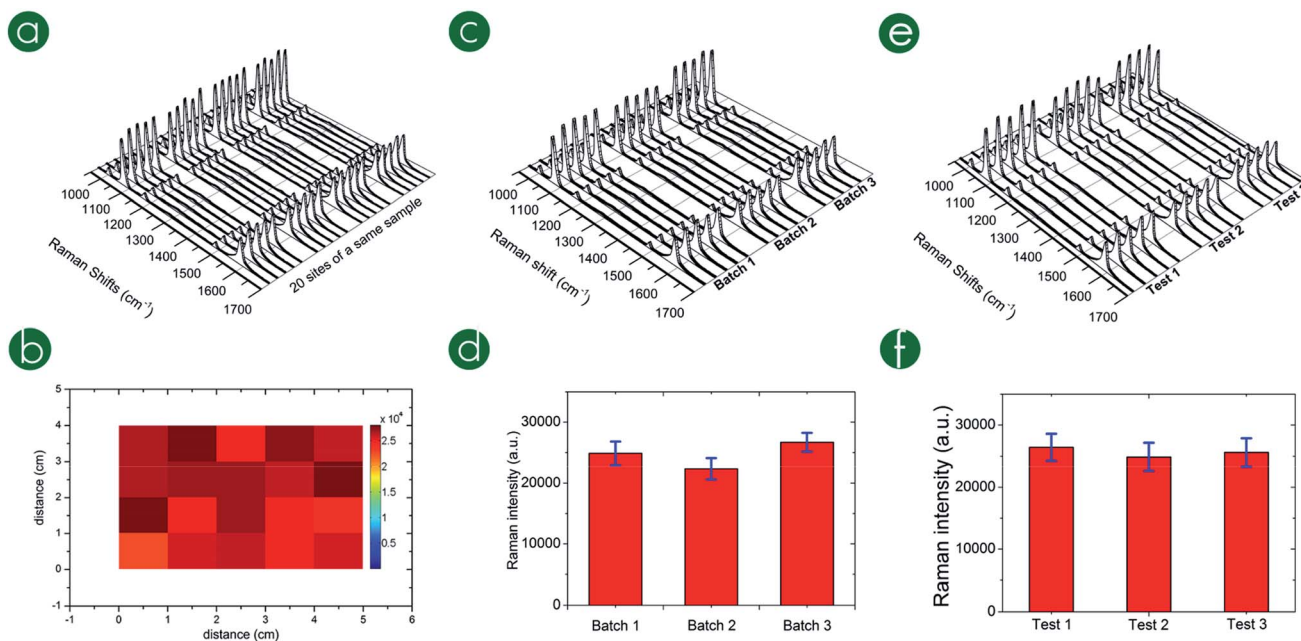 a
1000
1100
1200
1300
1400
1500
1600
1700
Raman Shifts (cm⁻¹)
20 sites of a same sample
c
1000
1100
1200
1300
1400
1500
1600
1700
Raman shift (cm⁻¹)
Batch 1
Batch 2
Batch 3
e
1000
1100
1200
1300
1400
1500
1600
1700
Raman Shifts (cm⁻¹)
Test 1
Test 2
Test
b
5
4
3
2
1
0
-1
distance (cm)
-1 0 1 2 3 4 5 6
distance (cm)
x 10⁴
2.5
2
1.5
1
0.5
d
30000
20000
10000
0
Raman intensity (a.u.)
Batch 1 Batch 2 Batch 3
f
30000
20000
10000
0
Raman intensity (a.u.)
Test 1 Test 2 Test 3